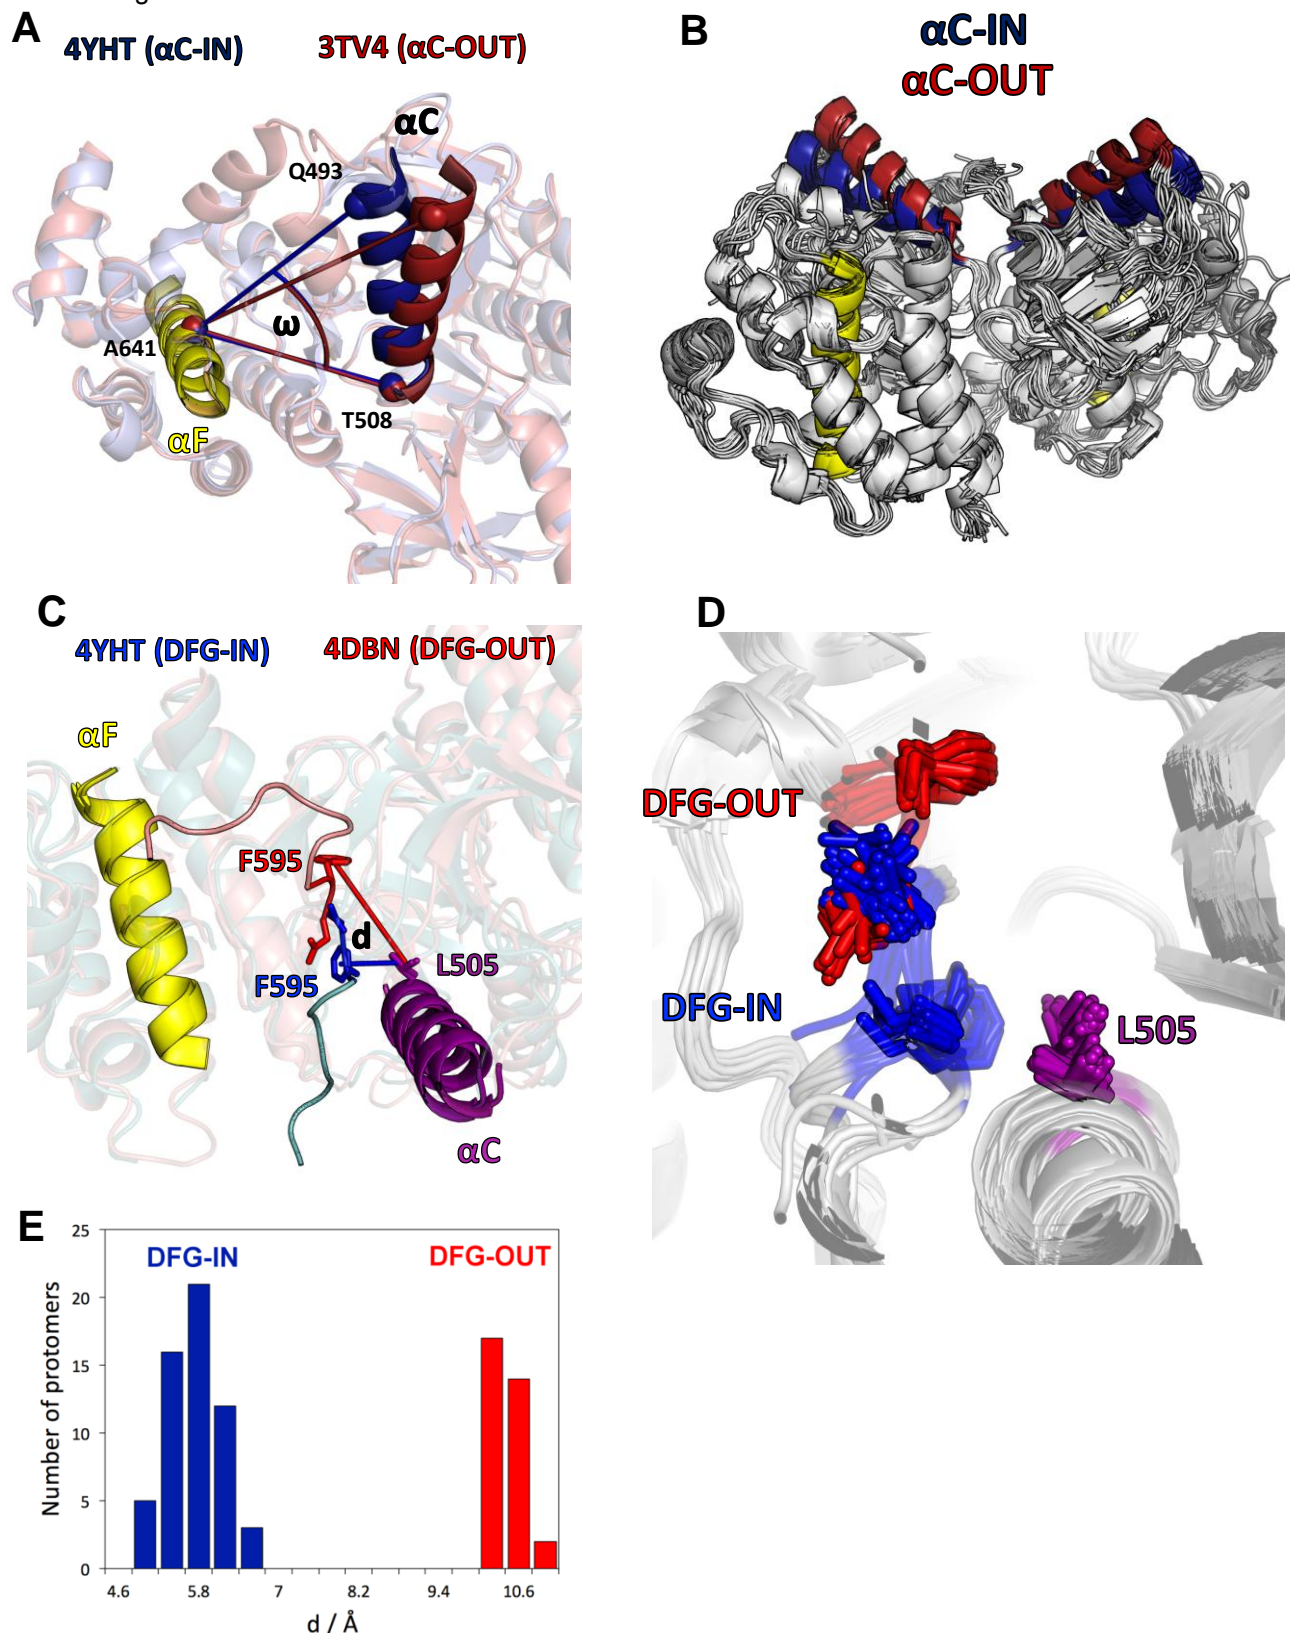 A
4YHT (αC-IN)
3TV4 (αC-OUT)
αC
Q493
ω
A641
T508
αF
B
αC-IN
αC-OUT
C
4YHT (DFG-IN)
4DBN (DFG-OUT)
αF
F595
d
L505
F595
αC
D
DFG-OUT
DFG-IN
L505
E
25
20
15
10
5
0
Number of protomers
DFG-IN
DFG-OUT
4.6 5.8 7 8.2 9.4 10.6
d / Å